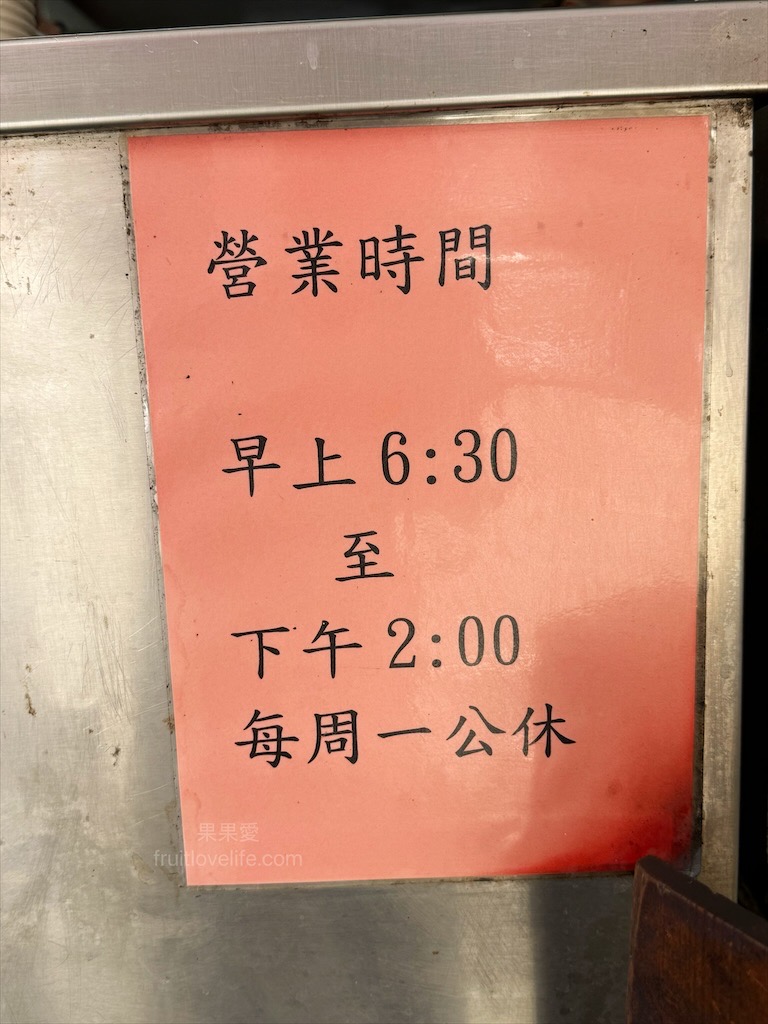 營業時間
早上 6:30
至
下午 2:00
每周一公休
果果愛
fruitlovelife.com